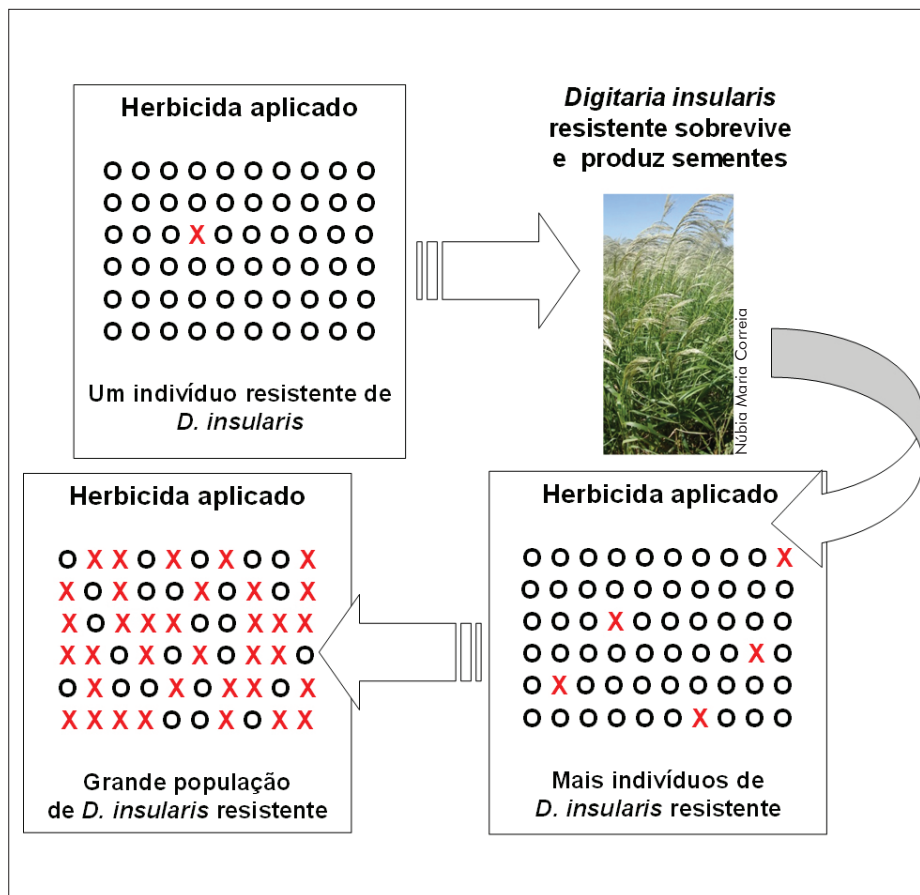 Herbicida aplicado
O O O O O O O O O O
O O O O O O O O O O
O O O X O O O O O O
O O O O O O O O O O
O O O O O O O O O O
O O O O O O O O O O
Um indivíduo resistente de
D. insularis
Digitaria insularis
resistente sobrevive
e produz sementes
Núbia Maria Correia
Herbicida aplicado
O O O O O O O O O X
O O O O O O O O O O
O O O X O O O O O O
O O O O O O O O X O
O X O O O O O O O O
O O O O O O X O O O
Mais indivíduos de
D. insularis resistente
Herbicida aplicado
O X X O X O X O O X
X O X O O X O X O X
X O X X X O O X X X
X X O X O X O X X O
O X O O X O X X O X
X X X X O O X O X X
Grande população
de D. insularis resistente